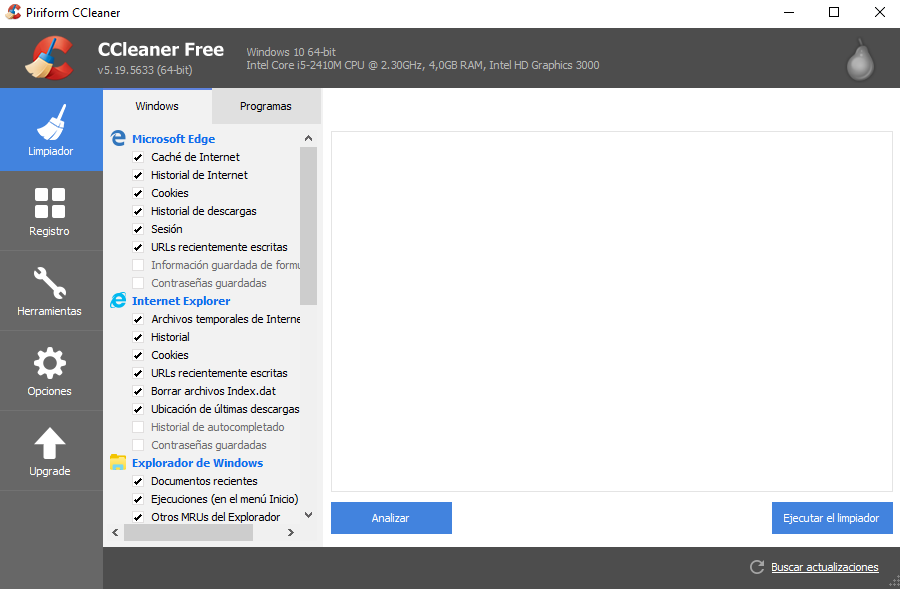 Piriform CCleaner
CCleaner Free
v5.19.5633 (64-bit)
Windows 10 64-bit
Intel Core i5-2410M CPU @ 2.30GHz, 4,0GB RAM, Intel HD Graphics 3000
Limpiador
Registro
Herramientas
Opciones
Upgrade
Windows
Programas
Microsoft Edge
Caché de Internet
Historial de Internet
Cookies
Historial de descargas
Sesión
URLs recientemente escritas
Información guardada de formu
Contraseñas guardadas
Internet Explorer
Archivos temporales de Interne
Historial
Cookies
URLs recientemente escritas
Borrar archivos Index.dat
Ubicación de últimas descargas
Historial de autocompletado
Contraseñas guardadas
Explorador de Windows
Documentos recientes
Ejecuciones (en el menú Inicio)
Otros MRUs del Explorador
Analizar
Ejecutar el limpiador
Buscar actualizaciones